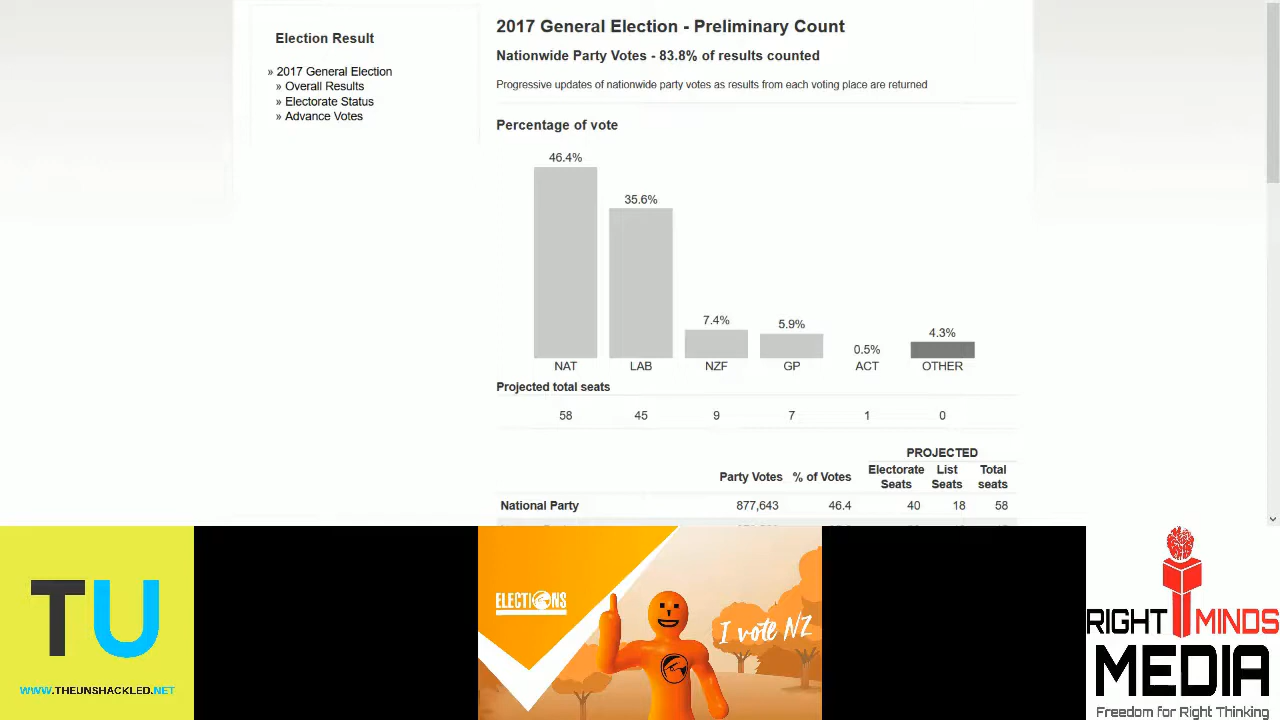 Election Result
» 2017 General Election
» Overall Results
» Electorate Status
» Advance Votes
2017 General Election - Preliminary Count
Nationwide Party Votes - 83.8% of results counted
Progressive updates of nationwide party votes as results from each voting place are returned
Percentage of vote
46.4%
35.6%
7.4%
5.9%
0.5%
4.3%
NAT LAB NZF GP ACT OTHER
Projected total seats
58 45 9 7 1 0
PROJECTED
Party Votes % of Votes Electorate Seats List Seats Total seats
National Party 877,643 46.4 40 18 58
TU
WWW.THEUNSHACKLED.NET
ELECTIONS
I vote NZ
RIGHT MINDS
MEDIA
Freedom for Right Thinking